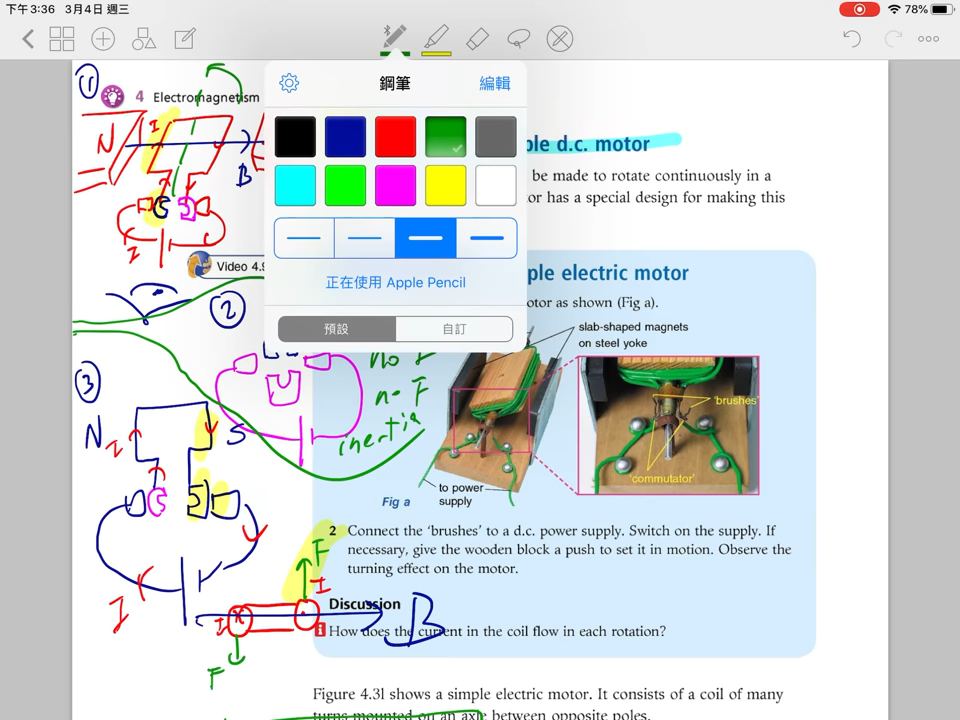 下午3:36 3月4日 週三
78%
鋼筆
編輯
正在使用 Apple Pencil
預設
自訂
①
4 Electromagnetism
N
I
B
I
Video 4.9
②
③
N
I
S
no F
no F
inertia
I
F
I
I
F
B
ple d.c. motor
be made to rotate continuously in a
or has a special design for making this
ple electric motor
otor as shown (Fig a).
slab-shaped magnets
on steel yoke
'brushes'
'commutator'
to power
supply
Fig a
2 Connect the 'brushes' to a d.c. power supply. Switch on the supply. If
necessary, give the wooden block a push to set it in motion. Observe the
turning effect on the motor.
Discussion
How does the current in the coil flow in each rotation?
Figure 4.3l shows a simple electric motor. It consists of a coil of many
turns mounted on an axle between opposite poles.